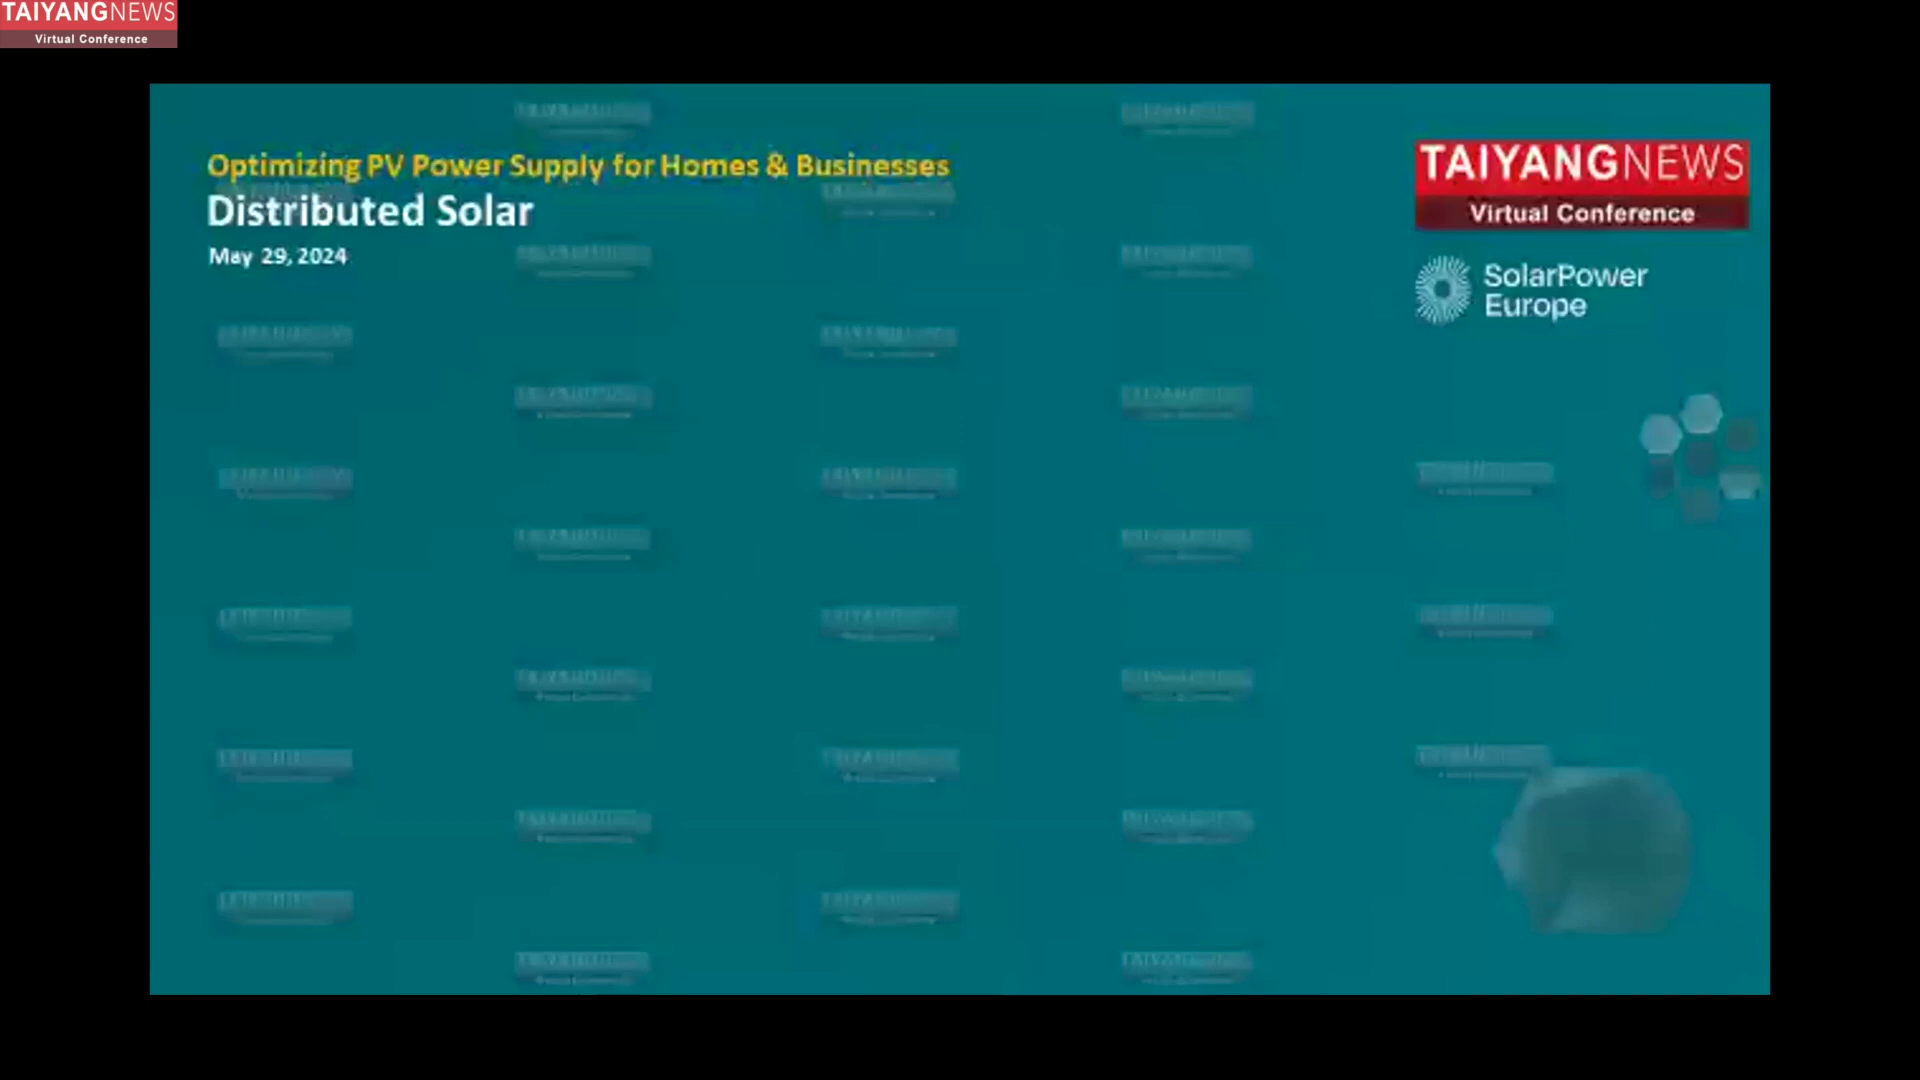 TAIYANGNEWS
Virtual Conference
Optimizing PV Power Supply for Homes & Businesses
Distributed Solar
May 29, 2024
TAIYANGNEWS
Virtual Conference
SolarPower
Europe